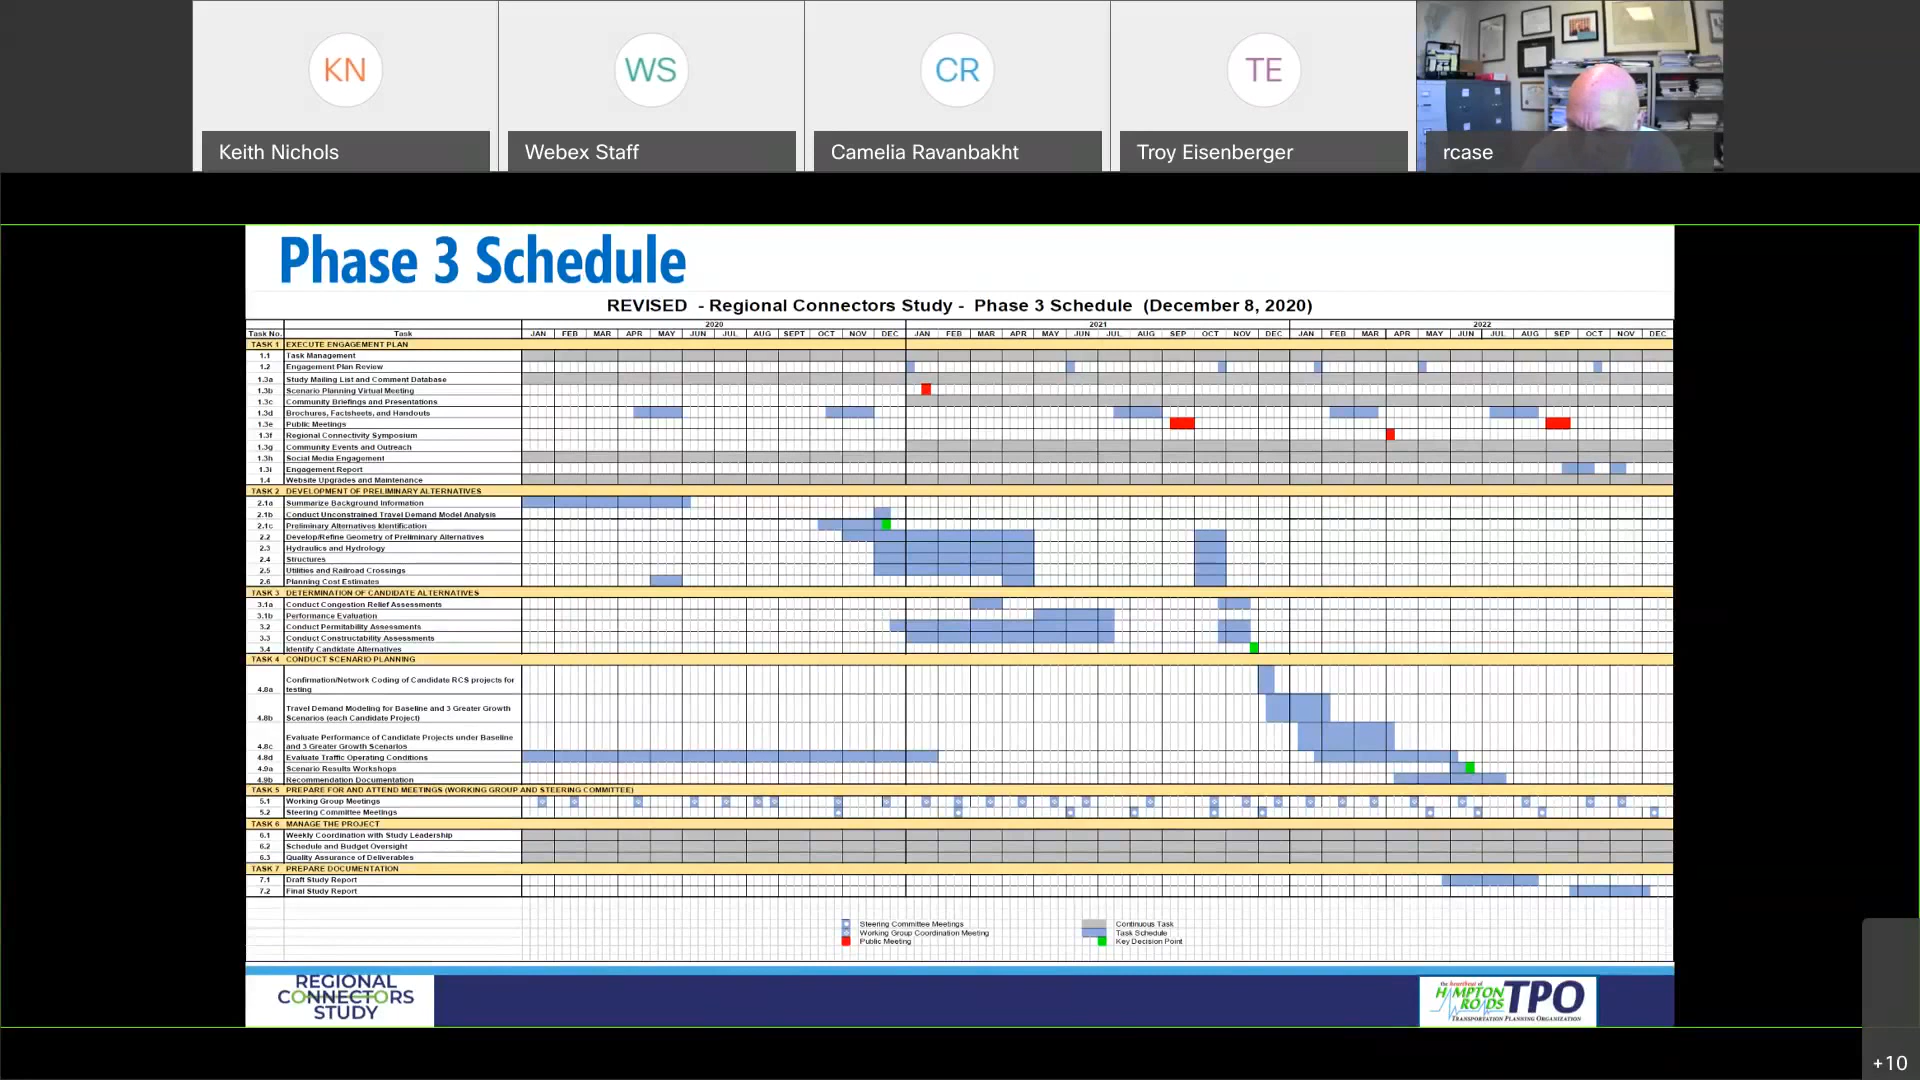 KN
WS
CR
TE
Keith Nichols
Webex Staff
Camelia Ravanbakht
Troy Eisenberger
rcase
Phase 3 Schedule
REVISED - Regional Connectors Study - Phase 3 Schedule (December 8, 2020)
2020 2021 2022
Task No. Task JAN FEB MAR APR MAY JUN JUL AUG SEPT OCT NOV DEC JAN FEB MAR APR MAY JUN JUL AUG SEP OCT NOV DEC JAN FEB MAR APR MAY JUN JUL AUG SEP OCT NOV DEC
TASK 1 EXECUTE ENGAGEMENT PLAN
1.1 Task Management
1.2 Engagement Plan Review
1.3a Study Mailing List and Comment Database
1.3b Scenario Planning Virtual Meeting
1.3c Community Briefings and Presentations
1.3d Brochures, Factsheets, and Handouts
1.3e Public Meetings
1.3f Regional Connectivity Symposium
1.3g Community Events and Outreach
1.3h Social Media Engagement
1.3i Engagement Report
1.4 Website Upgrades and Maintenance
TASK 2 DEVELOPMENT OF PRELIMINARY ALTERNATIVES
2.1a Summarize Background Information
2.1b Conduct Unconstrained Travel Demand Model Analysis
2.1c Preliminary Alternatives Identification
2.2 Develop/Refine Geometry of Preliminary Alternatives
2.3 Hydraulics and Hydrology
2.4 Structures
2.5 Utilities and Railroad Crossings
2.6 Planning Cost Estimates
TASK 3 DETERMINATION OF CANDIDATE ALTERNATIVES
3.1a Conduct Congestion Relief Assessments
3.1b Performance Evaluation
3.2 Conduct Permitability Assessments
3.3 Conduct Constructability Assessments
3.4 Identify Candidate Alternatives
TASK 4 CONDUCT SCENARIO PLANNING
Confirmation/Network Coding of Candidate RCS projects for
4.8a testing
Travel Demand Modeling for Baseline and 3 Greater Growth
4.8b Scenarios (each Candidate Project)
Evaluate Performance of Candidate Projects under Baseline
4.8c and 3 Greater Growth Scenarios
4.8d Evaluate Traffic Operating Conditions
4.9a Scenario Results Workshops
4.9b Recommendation Documentation
TASK 5 PREPARE FOR AND ATTEND MEETINGS (WORKING GROUP AND STEERING COMMITTEE)
5.1 Working Group Meetings
5.2 Steering Committee Meetings
TASK 6 MANAGE THE PROJECT
6.1 Weekly Coordination with Study Leadership
6.2 Schedule and Budget Oversight
6.3 Quality Assurance of Deliverables
TASK 7 PREPARE DOCUMENTATION
7.1 Draft Study Report
7.2 Final Study Report
Steering Committee Meetings Continuous Task
Working Group Coordination Meeting Task Schedule
Public Meeting Key Decision Point
REGIONAL
CONNECTORS
STUDY
the heartbeat of
HAMPTON
ROADS TPO
TRANSPORTATION PLANNING ORGANIZATION
+10